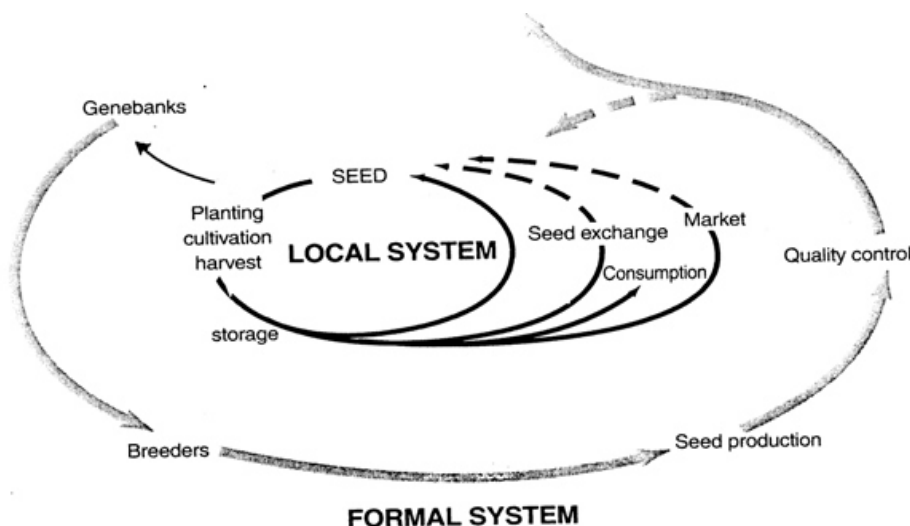 Genebanks
SEED
Planting
cultivation
harvest
LOCAL SYSTEM
Seed exchange
Market
Consumption
Quality control
storage
Breeders
Seed production
FORMAL SYSTEM